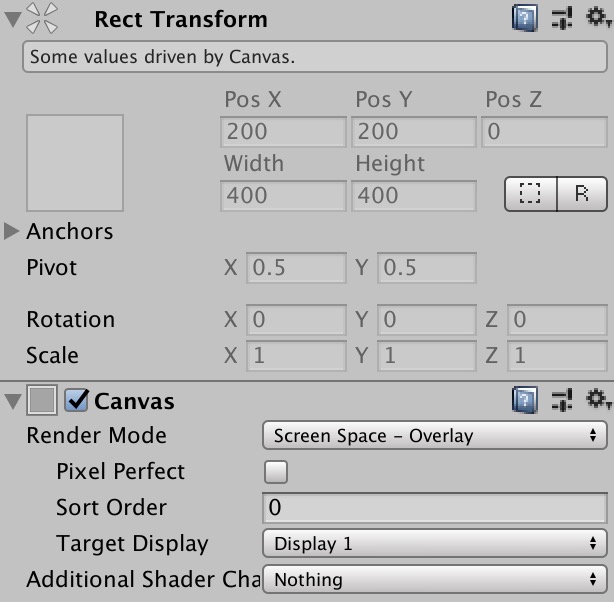 Rect Transform
Some values driven by Canvas.
Pos X Pos Y Pos Z
200 200 0
Width Height
400 400 R
Anchors
Pivot X 0.5 Y 0.5
Rotation X 0 Y 0 Z 0
Scale X 1 Y 1 Z 1
Canvas
Render Mode Screen Space - Overlay
Pixel Perfect
Sort Order 0
Target Display Display 1
Additional Shader Cha Nothing